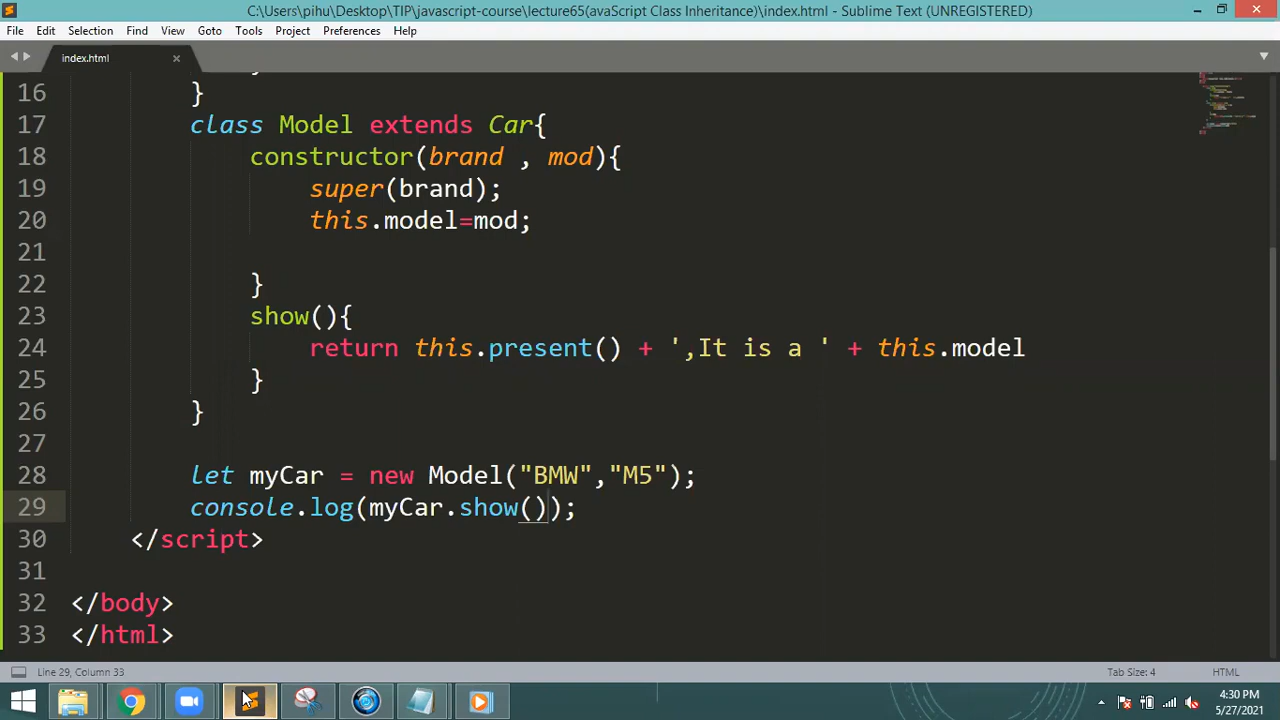 C:\Users\pihu\Desktop\TIP\javascript-course\lecture65(avaScript Class Inheritance)\index.html - Sublime Text (UNREGISTERED)
File Edit Selection Find View Goto Tools Project Preferences Help
index.html
16 }
17 class Model extends Car{
18 constructor(brand , mod){
19 super(brand);
20 this.model=mod;
21
22 }
23 show(){
24 return this.present() + ',It is a ' + this.model
25 }
26 }
27
28 let myCar = new Model("BMW","M5");
29 console.log(myCar.show());
30 </script>
31
32 </body>
33 </html>
Line 29, Column 33
Tab Size: 4
HTML
4:30 PM
5/27/2021